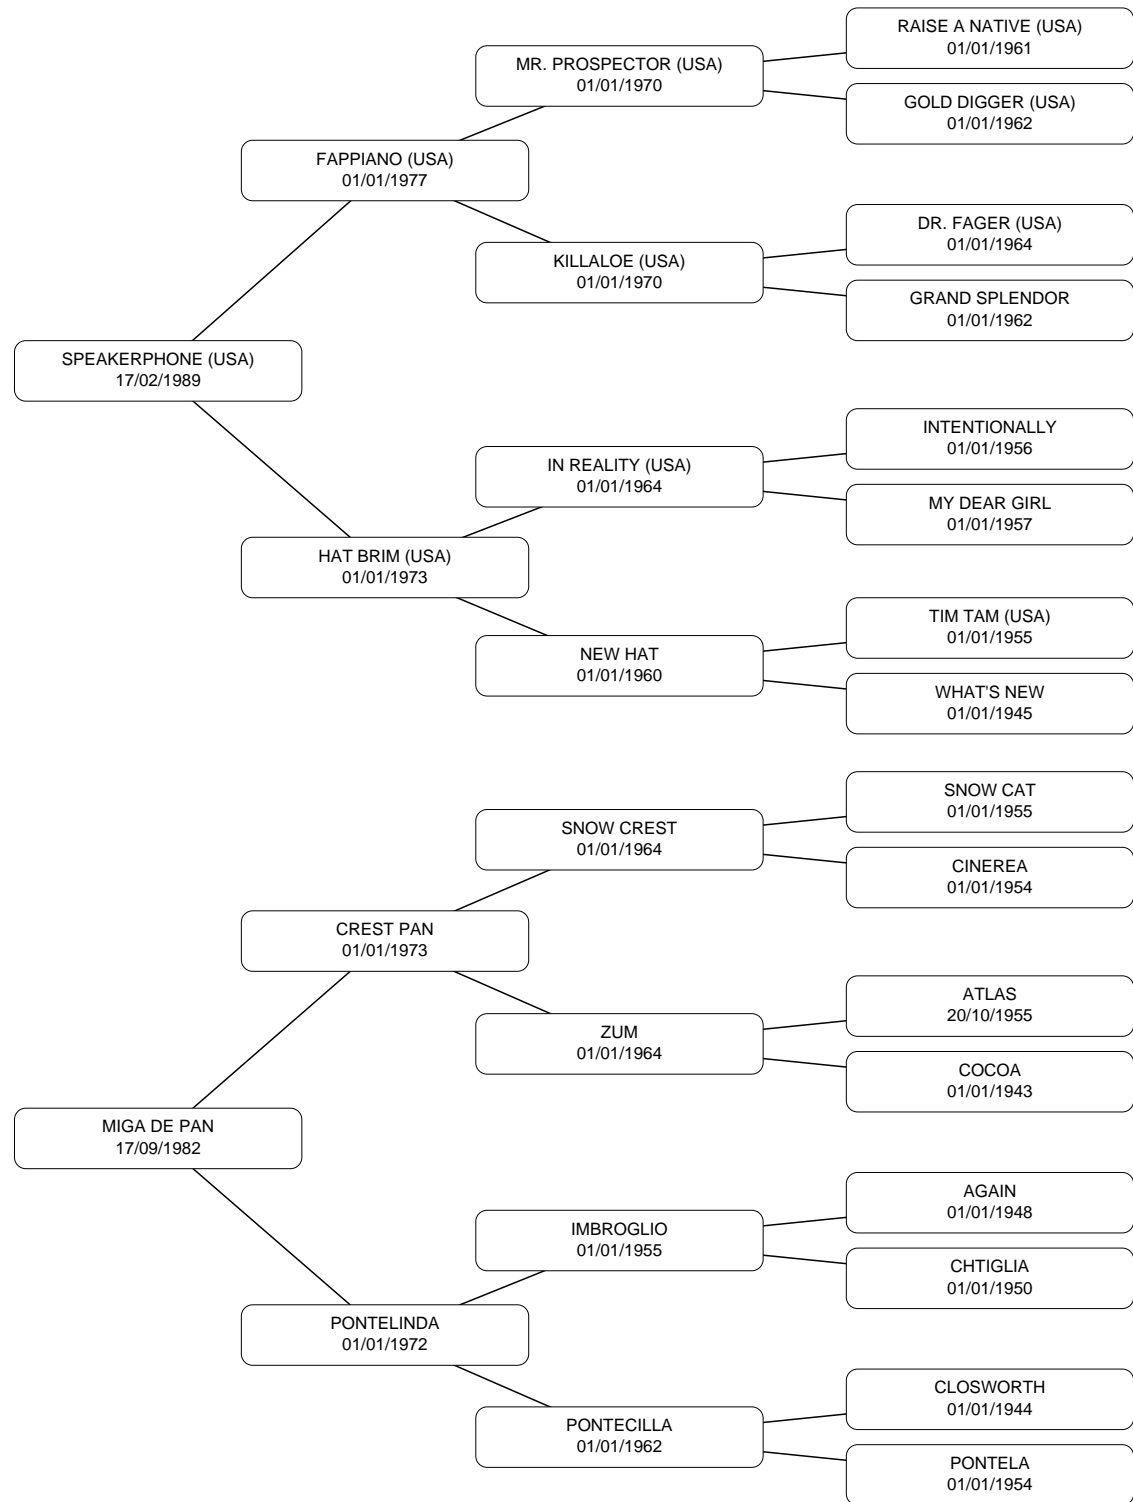 RAISE A NATIVE (USA)
01/01/1961
MR. PROSPECTOR (USA)
01/01/1970
GOLD DIGGER (USA)
01/01/1962
FAPPIANO (USA)
01/01/1977
DR. FAGER (USA)
01/01/1964
KILLALOE (USA)
01/01/1970
GRAND SPLENDOR
01/01/1962
SPEAKERPHONE (USA)
17/02/1989
INTENTIONALLY
01/01/1956
IN REALITY (USA)
01/01/1964
MY DEAR GIRL
01/01/1957
HAT BRIM (USA)
01/01/1973
TIM TAM (USA)
01/01/1955
NEW HAT
01/01/1960
WHAT'S NEW
01/01/1945
SNOW CAT
01/01/1955
SNOW CREST
01/01/1964
CINEREA
01/01/1954
CREST PAN
01/01/1973
ATLAS
20/10/1955
ZUM
01/01/1964
COCOA
01/01/1943
MIGA DE PAN
17/09/1982
AGAIN
01/01/1948
IMBROGLIO
01/01/1955
CHTIGLIA
01/01/1950
PONTELINDA
01/01/1972
CLOSWORTH
01/01/1944
PONTECILLA
01/01/1962
PONTELA
01/01/1954